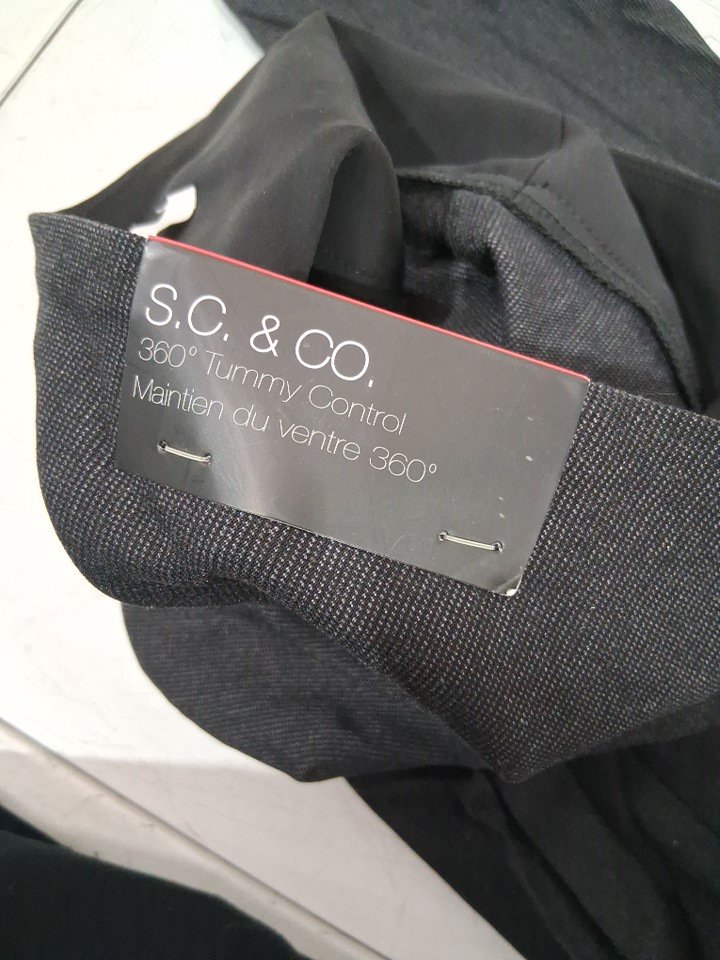 S.C. & CO.
360° Tummy Control
Maintien du ventre 360°